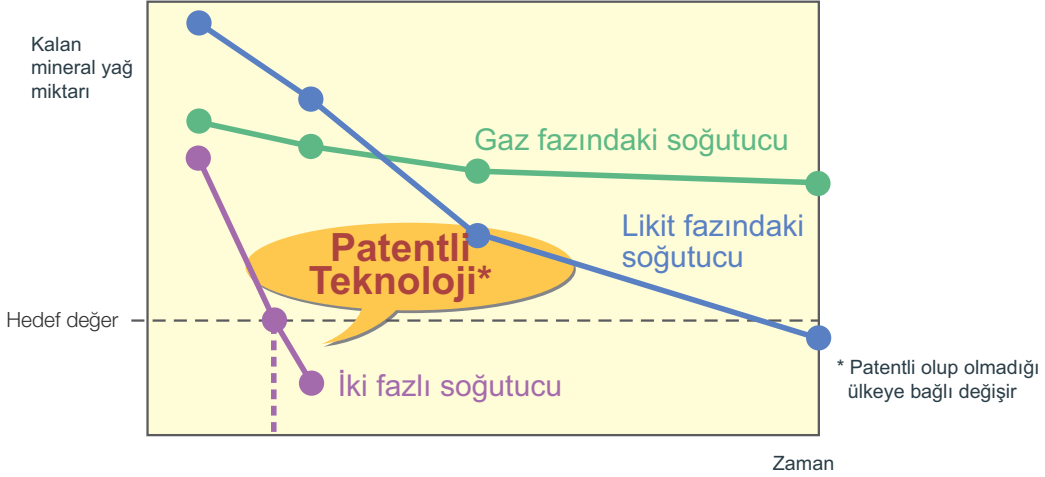 Kalan
mineral yağ
miktarı
Gaz fazındaki soğutucu
Likit fazındaki
soğutucu
Patentli
Teknoloji*
Hedef değer
İki fazlı soğutucu
* Patentli olup olmadığı
ülkeye bağlı değişir
Zaman